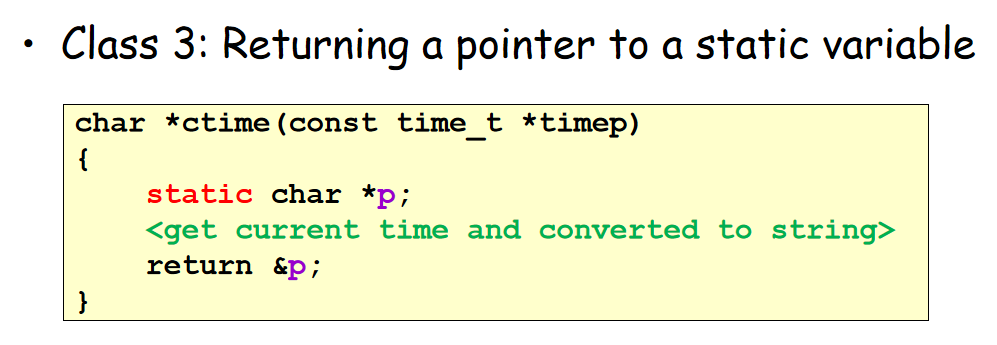 • Class 3: Returning a pointer to a static variable
char *ctime(const time_t *timep)
{
static char *p;
<get current time and converted to string>
return &p;
}